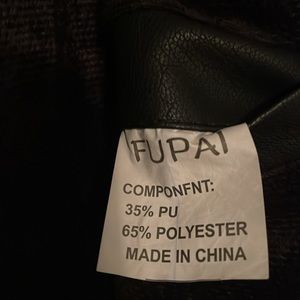 FUPAI
COMPONFNT:
35% PU
65% POLYESTER
MADE IN CHINA